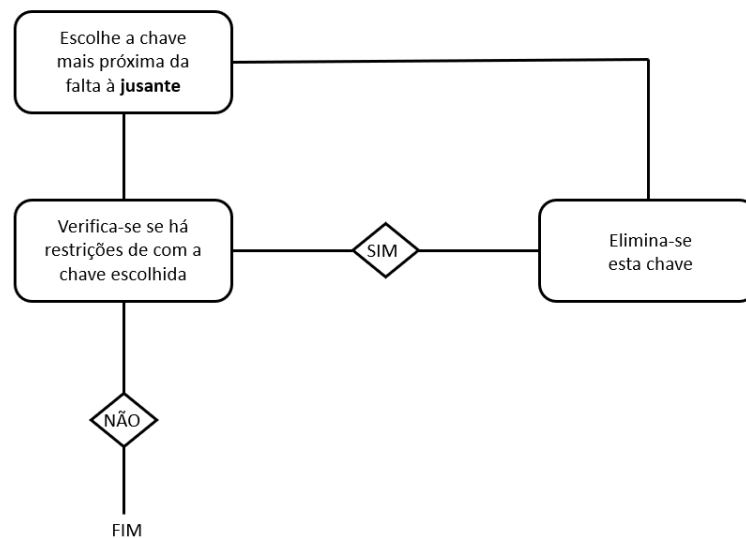 Escolhe a chave
mais próxima da
falta à jusante
Verifica-se se há
restrições de com a
chave escolhida
SIM
Elimina-se
esta chave
NÃO
FIM